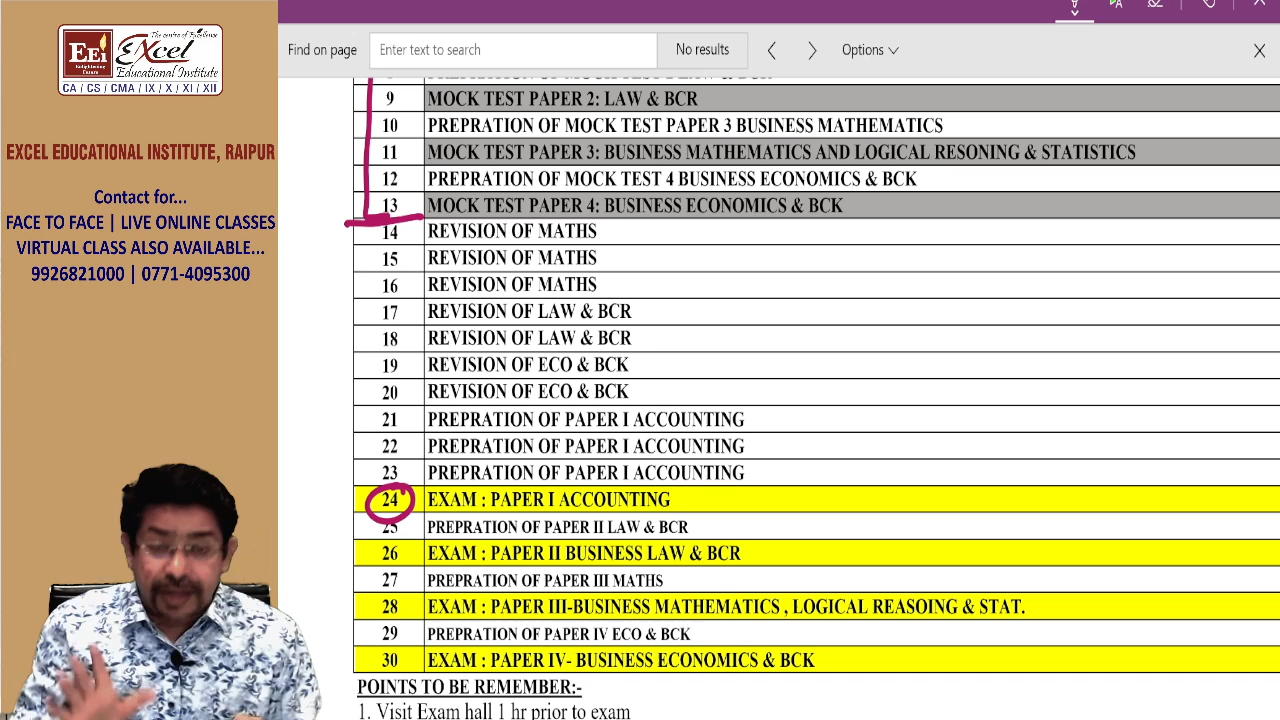 The centre of Excellence
EEi
Enlightening Careers
EXcel
Educational Institute
CA / CS / CMA / IX / X / XI / XII
EXCEL EDUCATIONAL INSTITUTE, RAIPUR
Contact for...
FACE TO FACE | LIVE ONLINE CLASSES
VIRTUAL CLASS ALSO AVAILABLE...
9926821000 | 0771-4095300
Find on page
Enter text to search
No results
Options
9 MOCK TEST PAPER 2: LAW & BCR
10 PREPRATION OF MOCK TEST PAPER 3 BUSINESS MATHEMATICS
11 MOCK TEST PAPER 3: BUSINESS MATHEMATICS AND LOGICAL RESONING & STATISTICS
12 PREPRATION OF MOCK TEST 4 BUSINESS ECONOMICS & BCK
13 MOCK TEST PAPER 4: BUSINESS ECONOMICS & BCK
14 REVISION OF MATHS
15 REVISION OF MATHS
16 REVISION OF MATHS
17 REVISION OF LAW & BCR
18 REVISION OF LAW & BCR
19 REVISION OF ECO & BCK
20 REVISION OF ECO & BCK
21 PREPRATION OF PAPER I ACCOUNTING
22 PREPRATION OF PAPER I ACCOUNTING
23 PREPRATION OF PAPER I ACCOUNTING
24 EXAM : PAPER I ACCOUNTING
25 PREPRATION OF PAPER II LAW & BCR
26 EXAM : PAPER II BUSINESS LAW & BCR
27 PREPRATION OF PAPER III MATHS
28 EXAM : PAPER III-BUSINESS MATHEMATICS , LOGICAL REASOING & STAT.
29 PREPRATION OF PAPER IV ECO & BCK
30 EXAM : PAPER IV- BUSINESS ECONOMICS & BCK
POINTS TO BE REMEMBER:-
1. Visit Exam hall 1 hr prior to exam